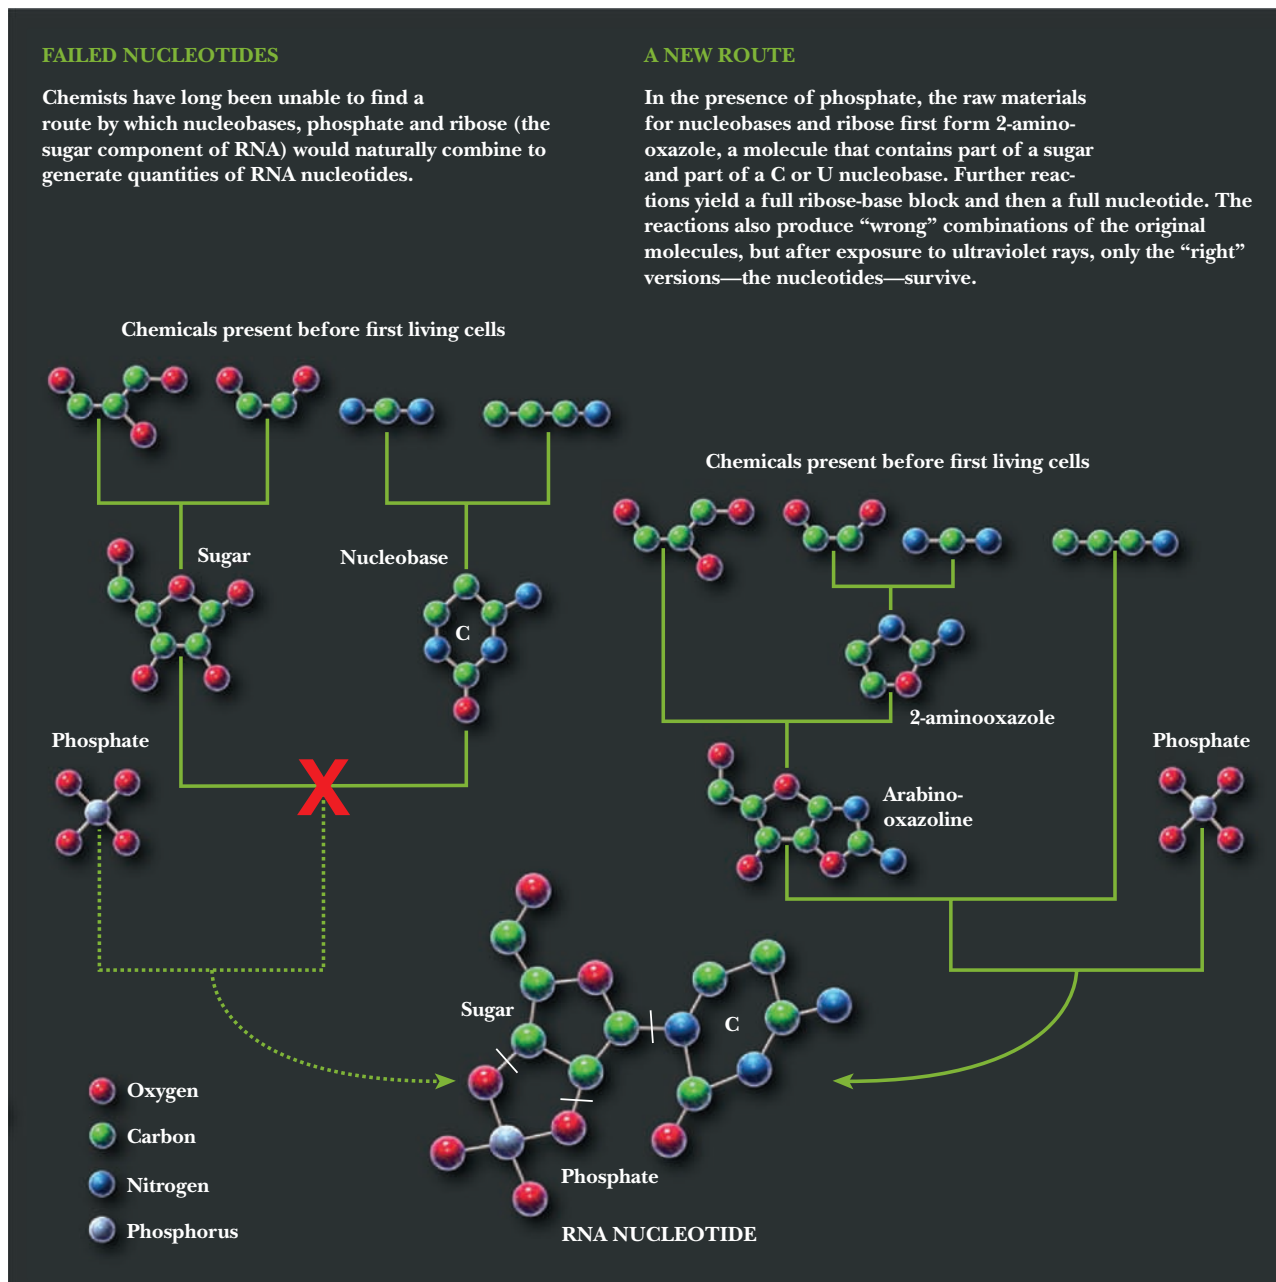 FAILED NUCLEOTIDES
Chemists have long been unable to find a
route by which nucleobases, phosphate and ribose (the
sugar component of RNA) would naturally combine to
generate quantities of RNA nucleotides.
A NEW ROUTE
In the presence of phosphate, the raw materials
for nucleobases and ribose first form 2-amino-
oxazole, a molecule that contains part of a sugar
and part of a C or U nucleobase. Further reac-
tions yield a full ribose-base block and then a full nucleotide. The
reactions also produce “wrong” combinations of the original
molecules, but after exposure to ultraviolet rays, only the “right”
versions—the nucleotides—survive.
Chemicals present before first living cells
Sugar
Nucleobase
C
Phosphate
X
Chemicals present before first living cells
2-aminooxazole
Phosphate
Arabino-
oxazoline
Sugar
C
Phosphate
RNA NUCLEOTIDE
Oxygen
Carbon
Nitrogen
Phosphorus